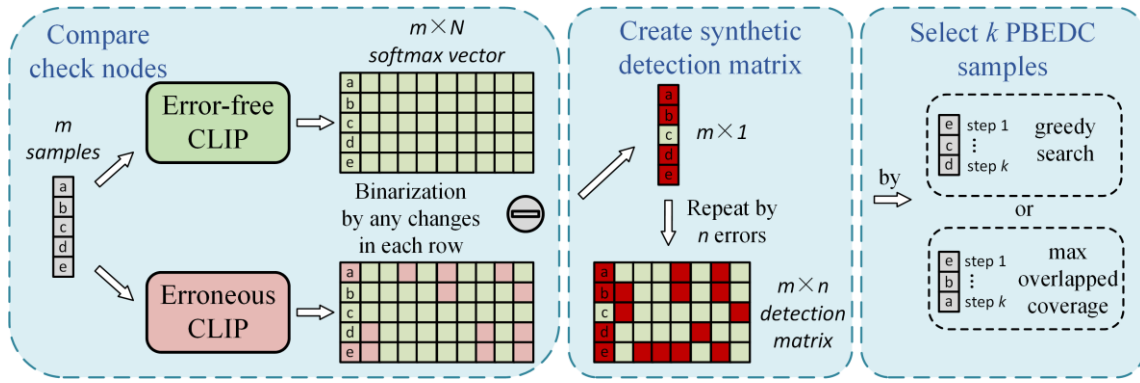 Compare
check nodes
m
samples
a
b
c
d
e
Error-free
CLIP
Erroneous
CLIP
m×N
softmax vector
a
b
c
d
e
Binarization
by any changes
in each row
a
b
c
d
e
Create synthetic
detection matrix
a
b
c
d
e
m×1
Repeat by
n errors
a
b
c
d
e
m×n
detection
matrix
by
Select k PBEDC
samples
e step 1
c ⋮
d step k
greedy
search
or
e step 1
b ⋮
a step k
max
overlapped
coverage